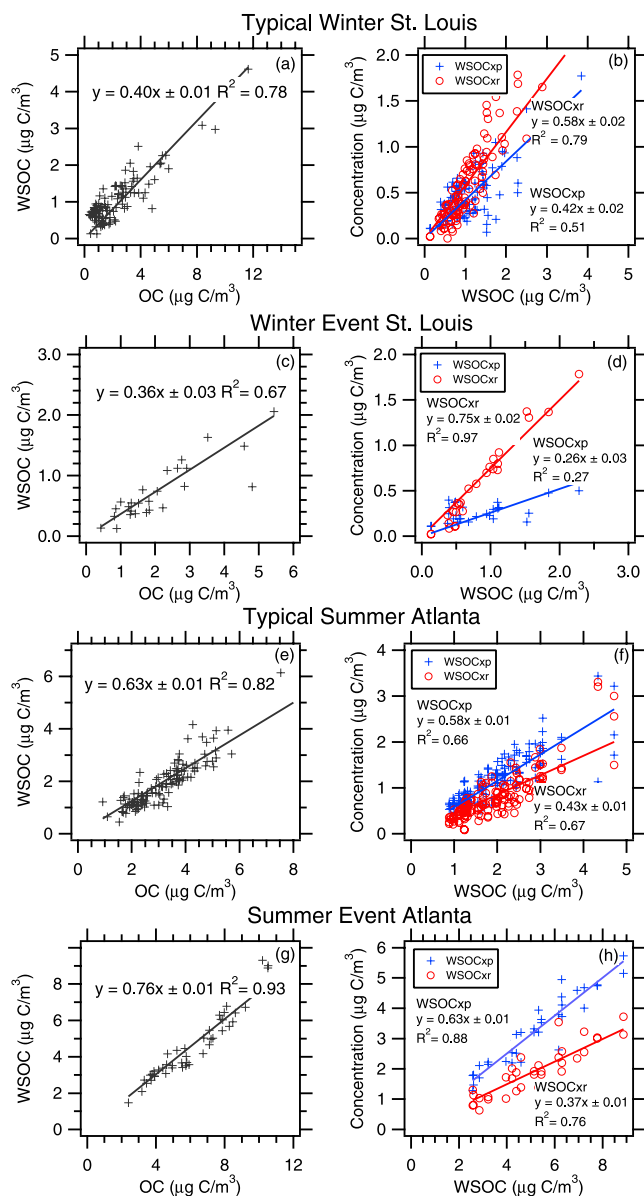 Typical Winter St. Louis
(a)
y = 0.40x ± 0.01 R² = 0.78
WSOC (µg C/m³)
5
4
3
2
1
0
0
4
8
12
OC (µg C/m³)
(b)
WSOCxp
WSOCxr
WSOCxr
y = 0.58x ± 0.02
R² = 0.79
WSOCxp
y = 0.42x ± 0.02
R² = 0.51
Concentration (µg C/m³)
2.0
1.5
1.0
0.5
0.0
0
1
2
3
4
5
WSOC (µg C/m³)
Winter Event St. Louis
(c)
y = 0.36x ± 0.03 R² = 0.67
WSOC (µg C/m³)
3.0
2.0
1.0
0.0
0
1
2
3
4
5
6
OC (µg C/m³)
(d)
WSOCxp
WSOCxr
WSOCxr
y = 0.75x ± 0.02
R² = 0.97
WSOCxp
y = 0.26x ± 0.03
R² = 0.27
Concentration (µg C/m³)
2.0
1.5
1.0
0.5
0.0
0.0
1.0
2.0
3.0
WSOC (µg C/m³)
Typical Summer Atlanta
(e)
y = 0.63x ± 0.01 R² = 0.82
WSOC (µg C/m³)
6
4
2
0
0
2
4
6
8
OC (µg C/m³)
(f)
WSOCxp
WSOCxr
WSOCxp
y = 0.58x ± 0.01
R² = 0.66
WSOCxr
y = 0.43x ± 0.01
R² = 0.67
Concentration (µg C/m³)
4
3
2
1
0
0
1
2
3
4
5
WSOC (µg C/m³)
Summer Event Atlanta
(g)
y = 0.76x ± 0.01 R² = 0.93
WSOC (µg C/m³)
8
6
4
2
0
0
2
4
6
8
10
12
OC (µg C/m³)
(h)
WSOCxp
WSOCxr
WSOCxp
y = 0.63x ± 0.01
R² = 0.88
WSOCxr
y = 0.37x ± 0.01
R² = 0.76
Concentration (µg C/m³)
6
5
4
3
2
1
0
0
2
4
6
8
WSOC (µg C/m³)